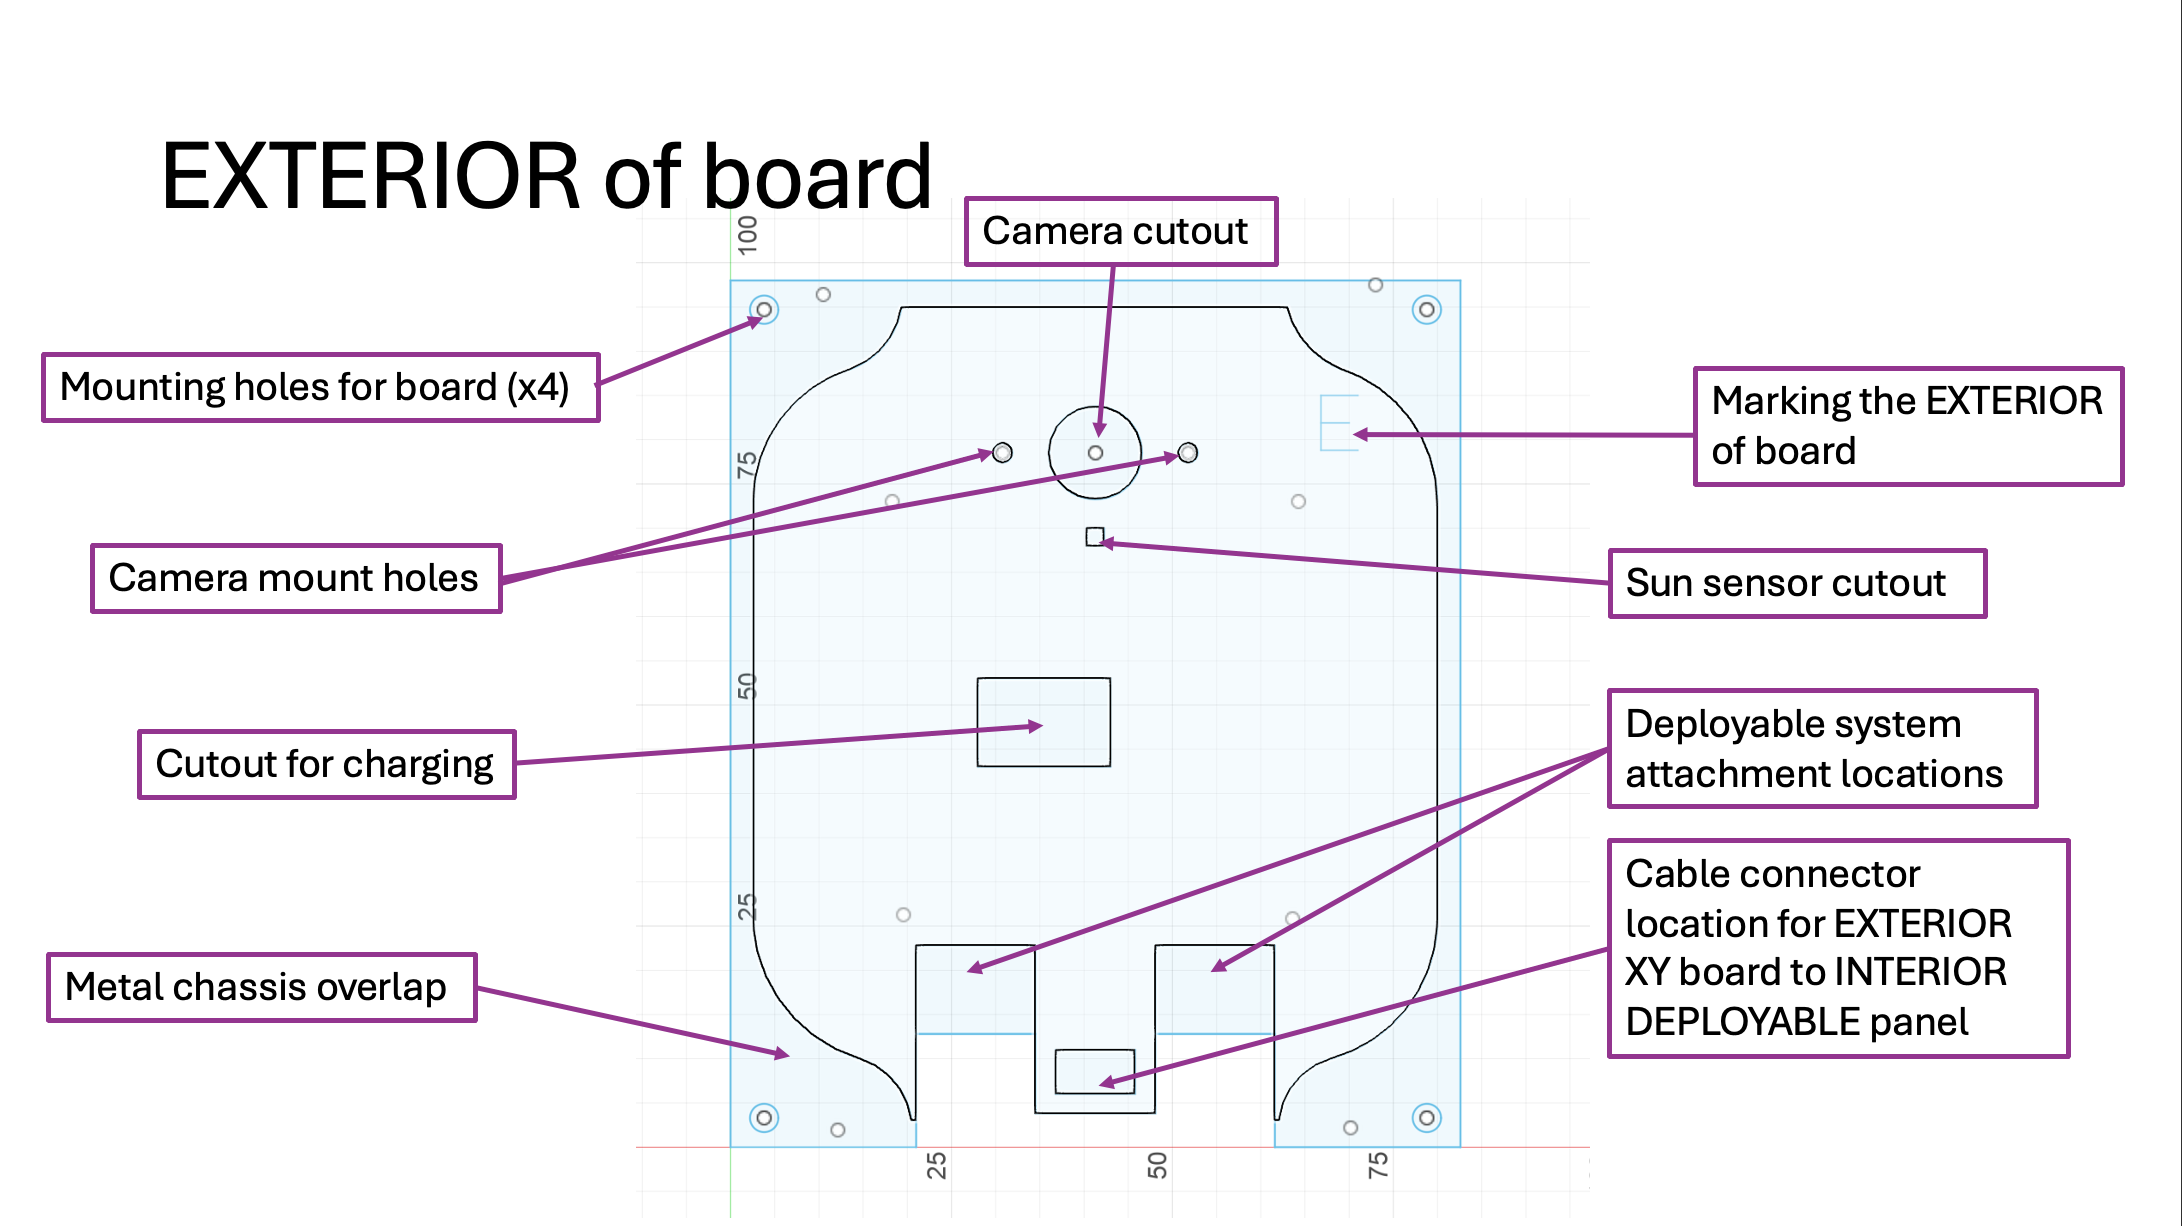 EXTERIOR of board
Camera cutout
Mounting holes for board (x4)
Marking the EXTERIOR
of board
E
Camera mount holes
Sun sensor cutout
Cutout for charging
Deployable system
attachment locations
Cable connector
location for EXTERIOR
XY board to INTERIOR
DEPLOYABLE panel
Metal chassis overlap
100
75
50
25
25
50
75